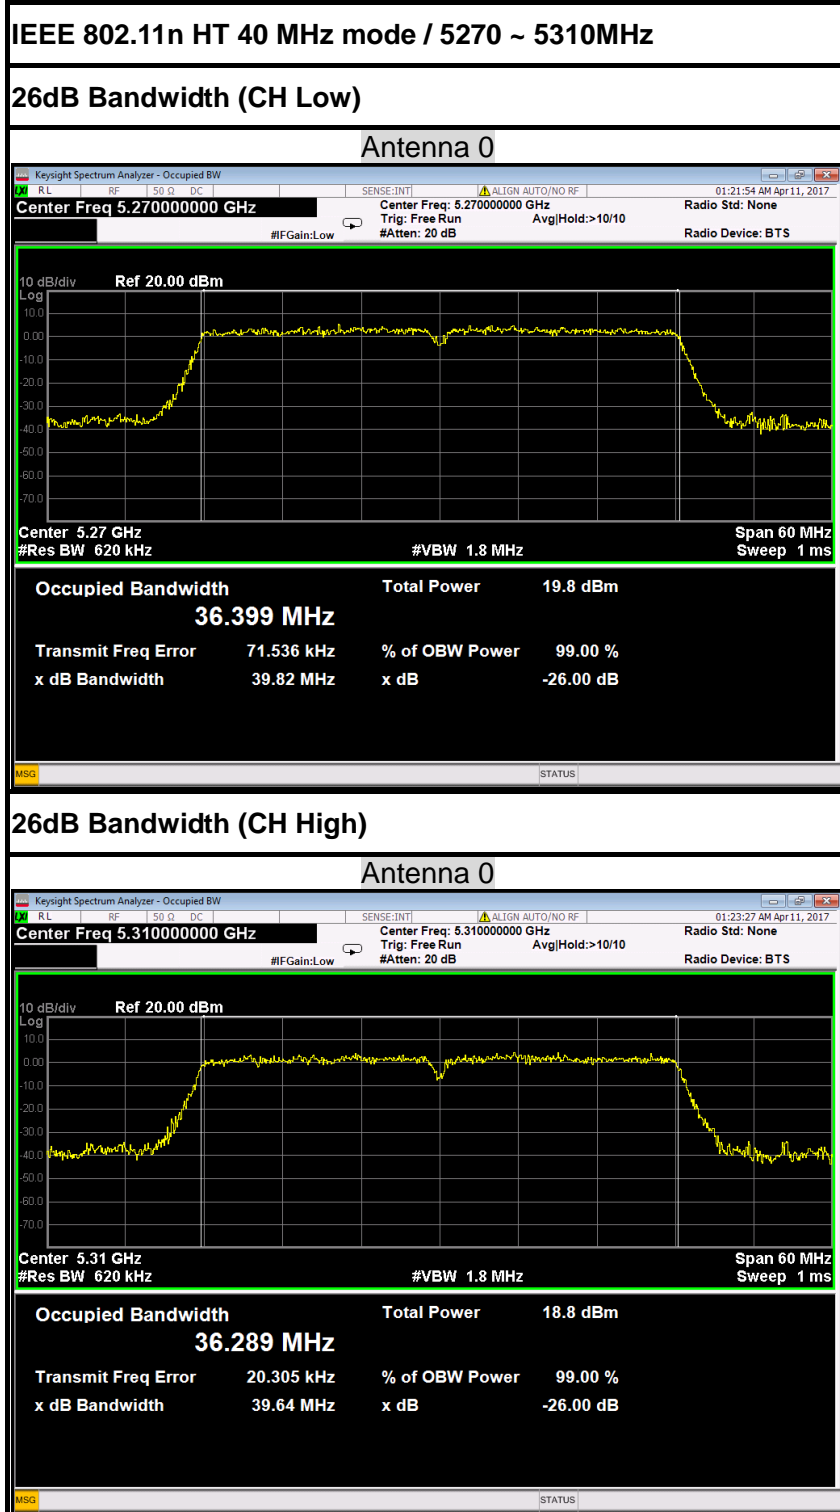 IEEE 802.11n HT 40 MHz mode / 5270 ~ 5310MHz
26dB Bandwidth (CH Low)
Antenna 0
Keysight Spectrum Analyzer - Occupied BW
LXI RL RF 50 Ω DC SENSE:INT ALIGN AUTO/NO RF 01:21:54 AM Apr 11, 2017
Center Freq 5.270000000 GHz Center Freq: 5.270000000 GHz Radio Std: None
Trig: Free Run Avg|Hold:>10/10
#IFGain:Low #Atten: 20 dB Radio Device: BTS
10 dB/div Ref 20.00 dBm
Log
10.0
0.00
-10.0
-20.0
-30.0
-40.0
-50.0
-60.0
-70.0
Center 5.27 GHz Span 60 MHz
#Res BW 620 kHz #VBW 1.8 MHz Sweep 1 ms
Occupied Bandwidth Total Power 19.8 dBm
36.399 MHz
Transmit Freq Error 71.536 kHz % of OBW Power 99.00 %
x dB Bandwidth 39.82 MHz x dB -26.00 dB
MSG STATUS
26dB Bandwidth (CH High)
Antenna 0
Keysight Spectrum Analyzer - Occupied BW
LXI RL RF 50 Ω DC SENSE:INT ALIGN AUTO/NO RF 01:23:27 AM Apr 11, 2017
Center Freq 5.310000000 GHz Center Freq: 5.310000000 GHz Radio Std: None
Trig: Free Run Avg|Hold:>10/10
#IFGain:Low #Atten: 20 dB Radio Device: BTS
10 dB/div Ref 20.00 dBm
Log
10.0
0.00
-10.0
-20.0
-30.0
-40.0
-50.0
-60.0
-70.0
Center 5.31 GHz Span 60 MHz
#Res BW 620 kHz #VBW 1.8 MHz Sweep 1 ms
Occupied Bandwidth Total Power 18.8 dBm
36.289 MHz
Transmit Freq Error 20.305 kHz % of OBW Power 99.00 %
x dB Bandwidth 39.64 MHz x dB -26.00 dB
MSG STATUS